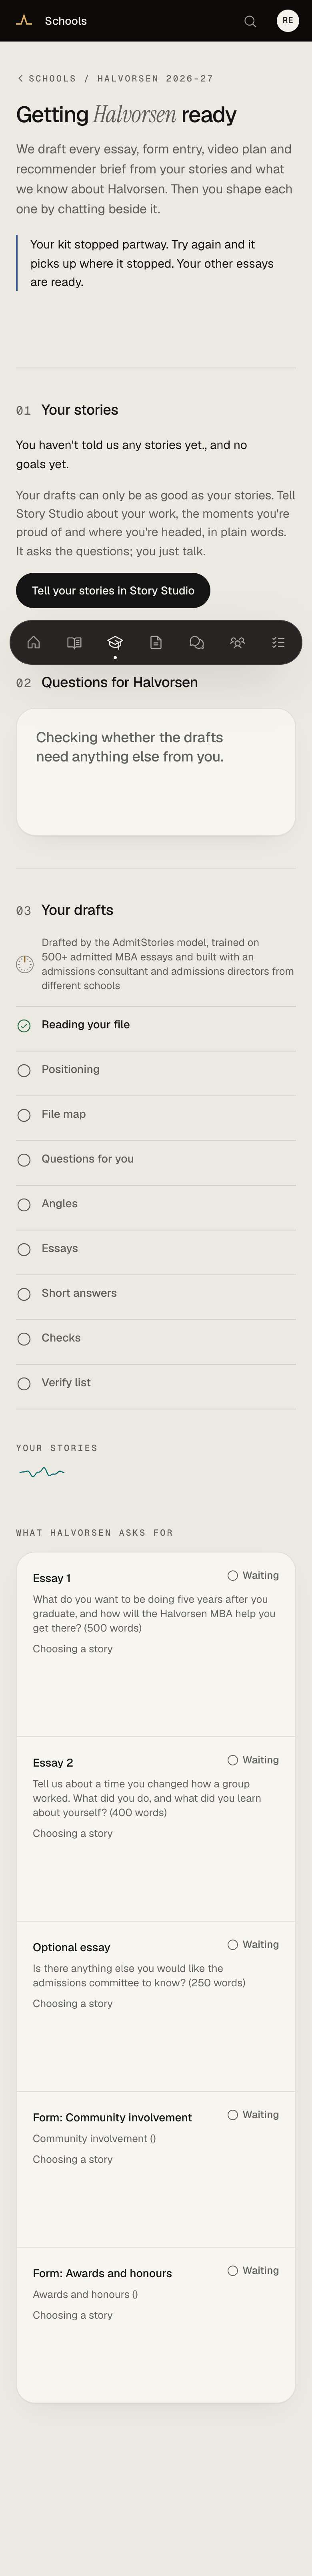 Schools
RE
SCHOOLS / HALVORSEN 2026-27
Getting Halvorsen ready
We draft every essay, form entry, video plan and
recommender brief from your stories and what
we know about Halvorsen. Then you shape each
one by chatting beside it.
Your kit stopped partway. Try again and it
picks up where it stopped. Your other essays
are ready.
01 Your stories
You haven't told us any stories yet., and no
goals yet.
Your drafts can only be as good as your stories. Tell
Story Studio about your work, the moments you're
proud of and where you're headed, in plain words.
It asks the questions; you just talk.
Tell your stories in Story Studio
02 Questions for Halvorsen
Checking whether the drafts
need anything else from you.
03 Your drafts
Drafted by the AdmitStories model, trained on
500+ admitted MBA essays and built with an
admissions consultant and admissions directors from
different schools
Reading your file
Positioning
File map
Questions for you
Angles
Essays
Short answers
Checks
Verify list
YOUR STORIES
WHAT HALVORSEN ASKS FOR
Essay 1
Waiting
What do you want to be doing five years after you
graduate, and how will the Halvorsen MBA help you
get there? (500 words)
Choosing a story
Essay 2
Waiting
Tell us about a time you changed how a group
worked. What did you do, and what did you learn
about yourself? (400 words)
Choosing a story
Optional essay
Waiting
Is there anything else you would like the
admissions committee to know? (250 words)
Choosing a story
Form: Community involvement
Waiting
Community involvement ()
Choosing a story
Form: Awards and honours
Waiting
Awards and honours ()
Choosing a story